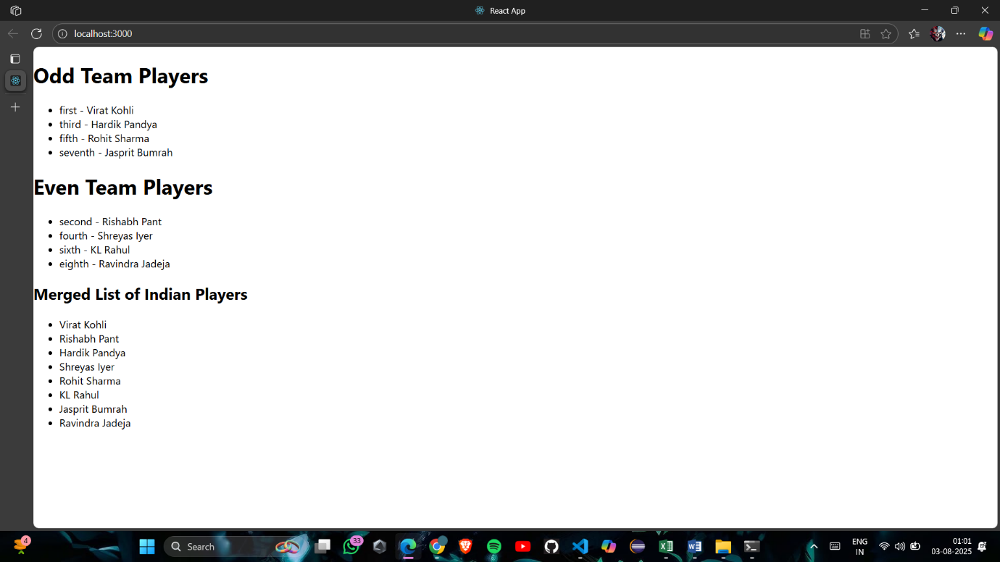 React App
localhost:3000
Odd Team Players
first - Virat Kohli
third - Hardik Pandya
fifth - Rohit Sharma
seventh - Jasprit Bumrah
Even Team Players
second - Rishabh Pant
fourth - Shreyas Iyer
sixth - KL Rahul
eighth - Ravindra Jadeja
Merged List of Indian Players
Virat Kohli
Rishabh Pant
Hardik Pandya
Shreyas Iyer
Rohit Sharma
KL Rahul
Jasprit Bumrah
Ravindra Jadeja
4
Search
33
ENG
IN
01:01
03-08-2025